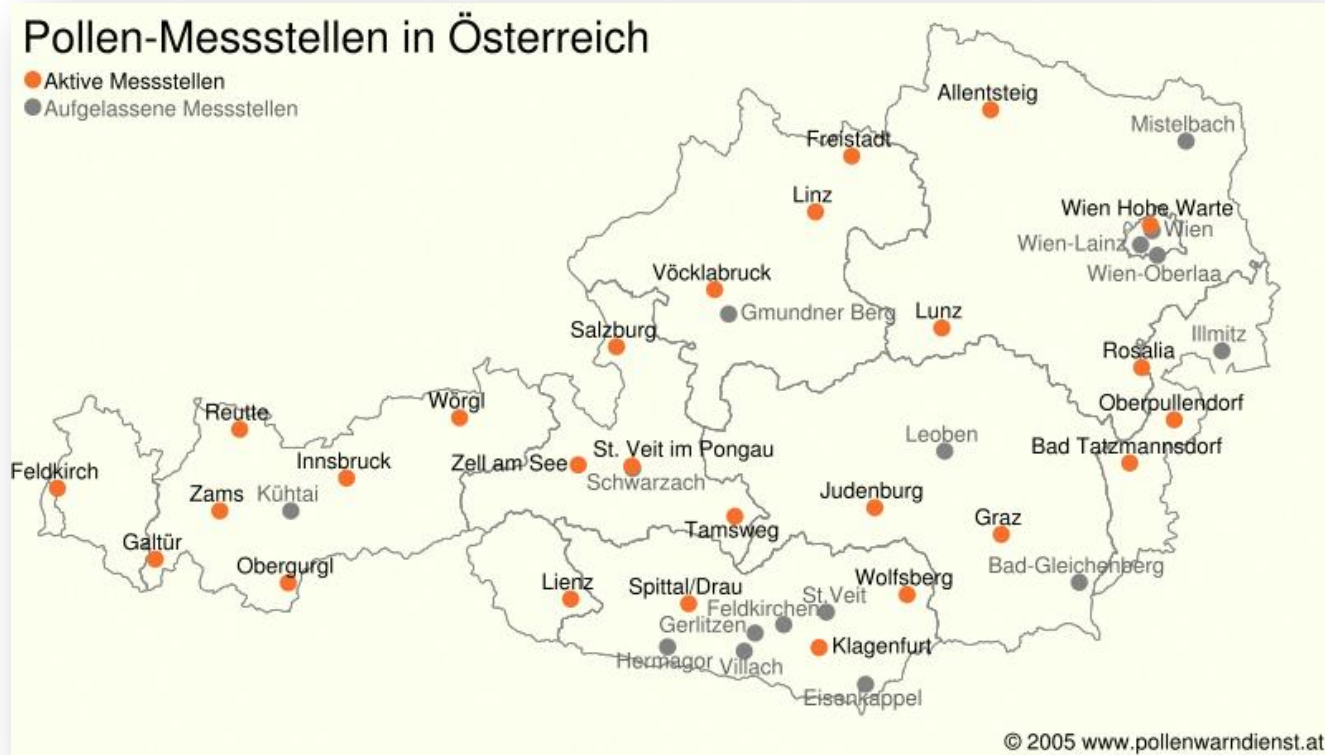 Pollen-Messstellen in Österreich
Aktive Messstellen
Aufgelassene Messstellen
Allentsteig
Mistelbach
Freistadt
Linz
Wien Hohe Warte
Wien
Wien-Lainz
Wien-Oberlaa
Vöcklabruck
Gmundner Berg
Lunz
Salzburg
Illmitz
Rosalia
Wörgl
Reutte
Oberpullendorf
Leoben
Bad Tatzmannsdorf
St. Veit im Pongau
Zell am See
Innsbruck
Feldkirch
Schwarzach
Zams
Kühtai
Judenburg
Graz
Tamsweg
Galtür
Obergurgl
Bad-Gleichenberg
Lienz
Spittal/Drau
Wolfsberg
St.Veit
Feldkirchen
Gerlitzen
Klagenfurt
Hermagor
Villach
Eisenkappel
© 2005 www.pollenwarndienst.at